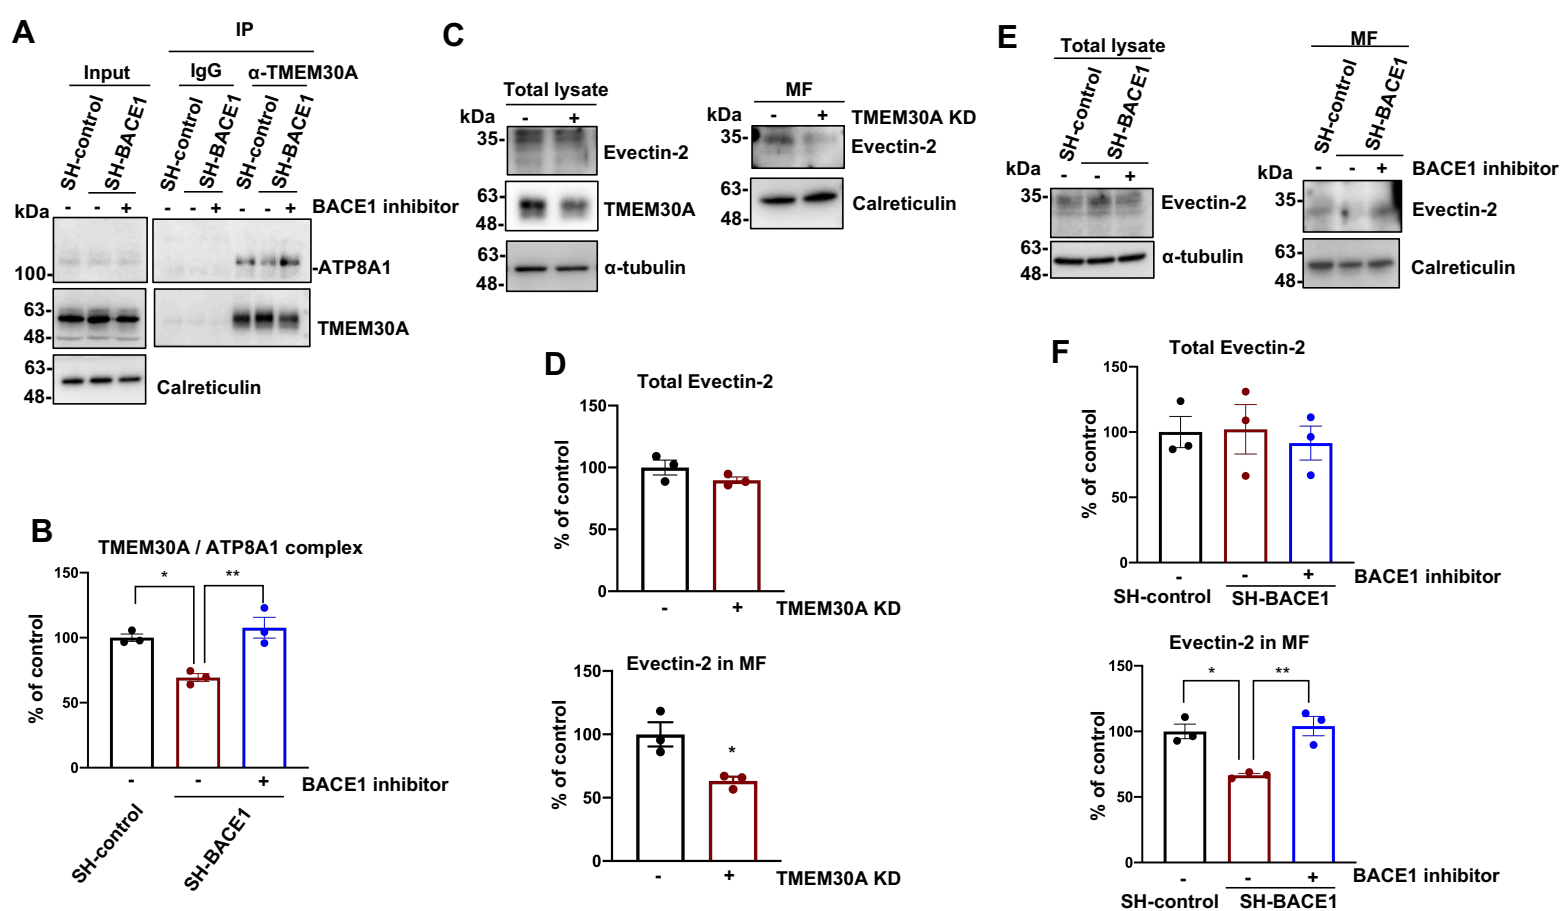 A
IP
Input
IgG
α-TMEM30A
SH-control
SH-BACE1
SH-control
SH-BACE1
SH-control
SH-BACE1
kDa
- - + - - + - - + BACE1 inhibitor
100-
-ATP8A1
63-
48-
TMEM30A
63-
48-
Calreticulin
B
TMEM30A / ATP8A1 complex
% of control
150
100
50
0
* **
- - + BACE1 inhibitor
SH-control
SH-BACE1
C
Total lysate
kDa - +
35-
Evectin-2
63-
48-
TMEM30A
63-
48-
α-tubulin
MF
kDa - + TMEM30A KD
35-
Evectin-2
63-
48-
Calreticulin
D
Total Evectin-2
% of control
150
100
50
0
- + TMEM30A KD
Evectin-2 in MF
% of control
150
100
50
0
*
- + TMEM30A KD
E
Total lysate
SH-control
SH-BACE1
kDa
- - +
35-
Evectin-2
63-
48-
α-tubulin
MF
SH-control
SH-BACE1
kDa
- - + BACE1 inhibitor
35-
Evectin-2
63-
48-
Calreticulin
F
Total Evectin-2
% of control
150
100
50
0
- - + BACE1 inhibitor
SH-control SH-BACE1
Evectin-2 in MF
% of control
150
100
50
0
* **
- - + BACE1 inhibitor
SH-control SH-BACE1